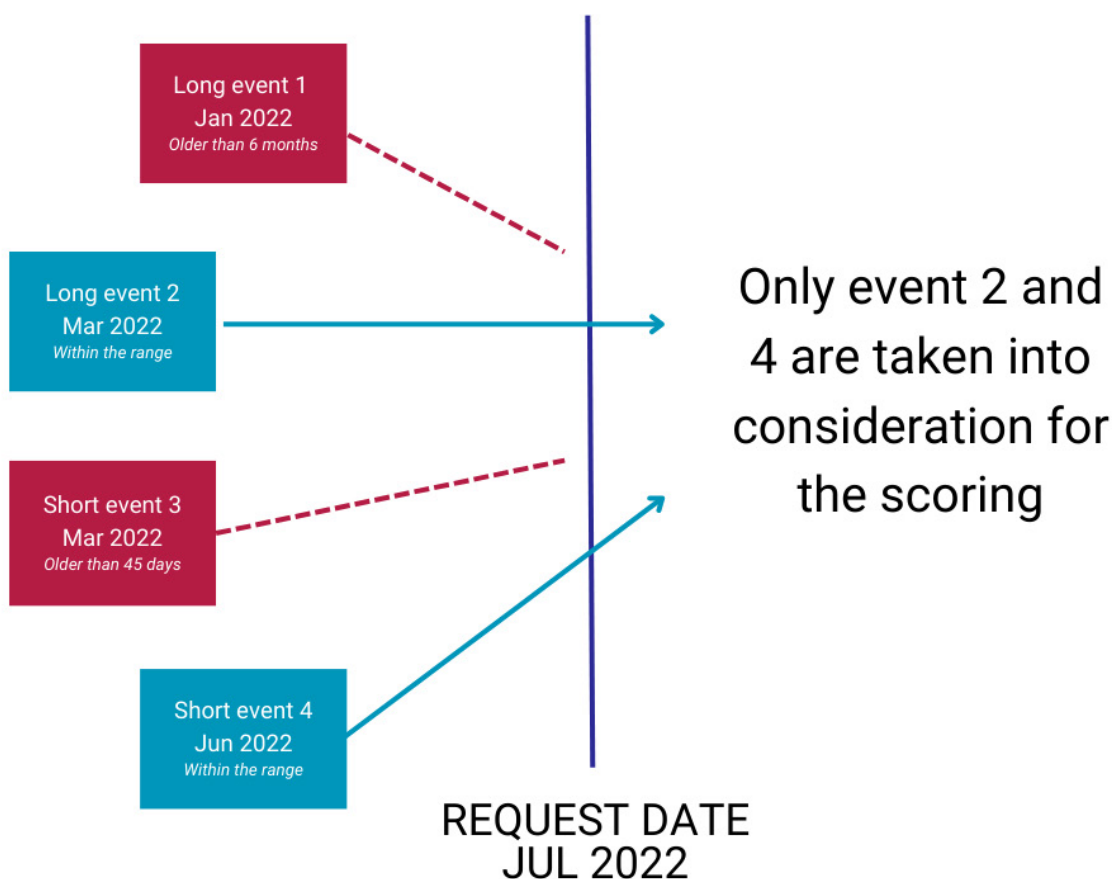 Long event 1
Jan 2022
Older than 6 months
Long event 2
Mar 2022
Within the range
Short event 3
Mar 2022
Older than 45 days
Short event 4
Jun 2022
Within the range
Only event 2 and
4 are taken into
consideration for
the scoring
REQUEST DATE
JUL 2022